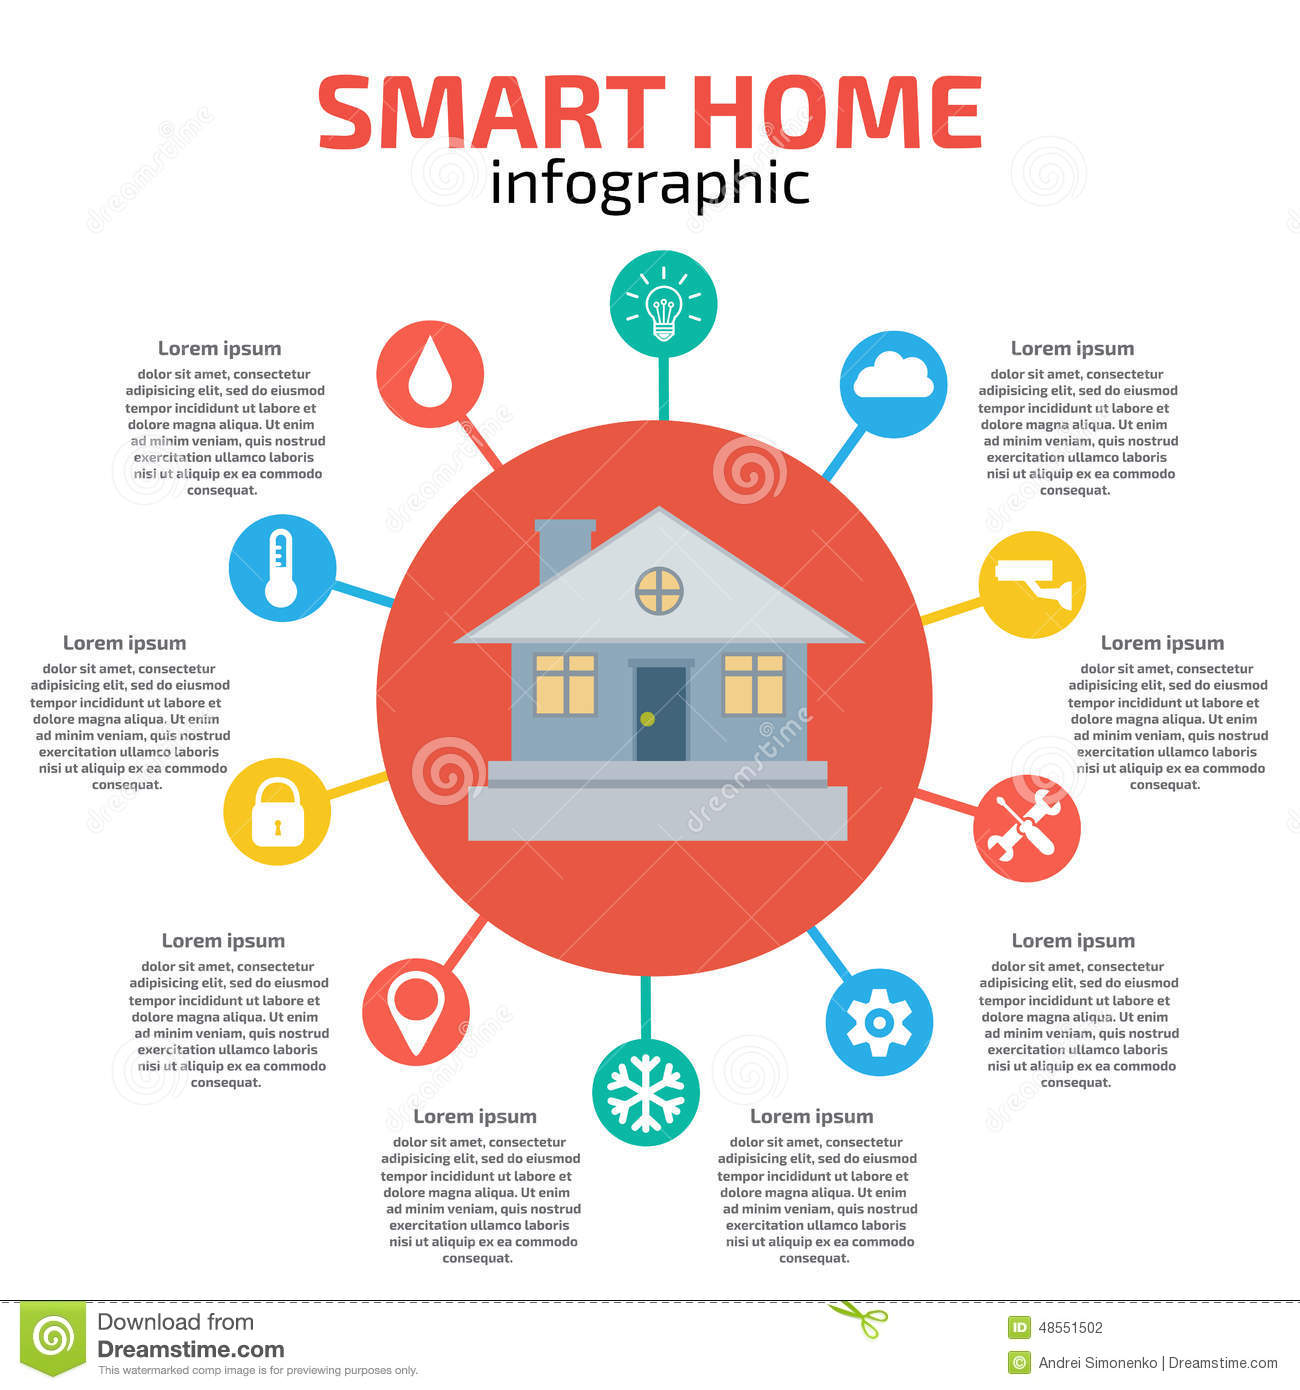 SMART HOME
infographic
Lorem ipsum
dolor sit amet, consectetur
adipisicing elit, sed do eiusmod
tempor incididunt ut labore et
dolore magna aliqua. Ut enim
ad minim veniam, quis nostrud
exercitation ullamco laboris
nisi ut aliquip ex ea commodo
consequat.
Lorem ipsum
dolor sit amet, consectetur
adipisicing elit, sed do eiusmod
tempor incididunt ut labore et
dolore magna aliqua. Ut enim
ad minim veniam, quis nostrud
exercitation ullamco laboris
nisi ut aliquip ex ea commodo
consequat.
Lorem ipsum
dolor sit amet, consectetur
adipisicing elit, sed do eiusmod
tempor incididunt ut labore et
dolore magna aliqua. Ut enim
ad minim veniam, quis nostrud
exercitation ullamco laboris
nisi ut aliquip ex ea commodo
consequat.
Lorem ipsum
dolor sit amet, consectetur
adipisicing elit, sed do eiusmod
tempor incididunt ut labore et
dolore magna aliqua. Ut enim
ad minim veniam, quis nostrud
exercitation ullamco laboris
nisi ut aliquip ex ea commodo
consequat.
Lorem ipsum
dolor sit amet, consectetur
adipisicing elit, sed do eiusmod
tempor incididunt ut labore et
dolore magna aliqua. Ut enim
ad minim veniam, quis nostrud
exercitation ullamco laboris
nisi ut aliquip ex ea commodo
consequat.
Lorem ipsum
dolor sit amet, consectetur
adipisicing elit, sed do eiusmod
tempor incididunt ut labore et
dolore magna aliqua. Ut enim
ad minim veniam, quis nostrud
exercitation ullamco laboris
nisi ut aliquip ex ea commodo
consequat.
Lorem ipsum
dolor sit amet, consectetur
adipisicing elit, sed do eiusmod
tempor incididunt ut labore et
dolore magna aliqua. Ut enim
ad minim veniam, quis nostrud
exercitation ullamco laboris
nisi ut aliquip ex ea commodo
consequat.
Lorem ipsum
dolor sit amet, consectetur
adipisicing elit, sed do eiusmod
tempor incididunt ut labore et
dolore magna aliqua. Ut enim
ad minim veniam, quis nostrud
exercitation ullamco laboris
nisi ut aliquip ex ea commodo
consequat.
dreamstime
dreamstime
dreamstime
dreamstime
dreamstime
dreamstime
dreamstime
dreamstime
Download from
Dreamstime.com
This watermarked comp image is for previewing purposes only.
ID 48551502
© Andrei Simonenko | Dreamstime.com